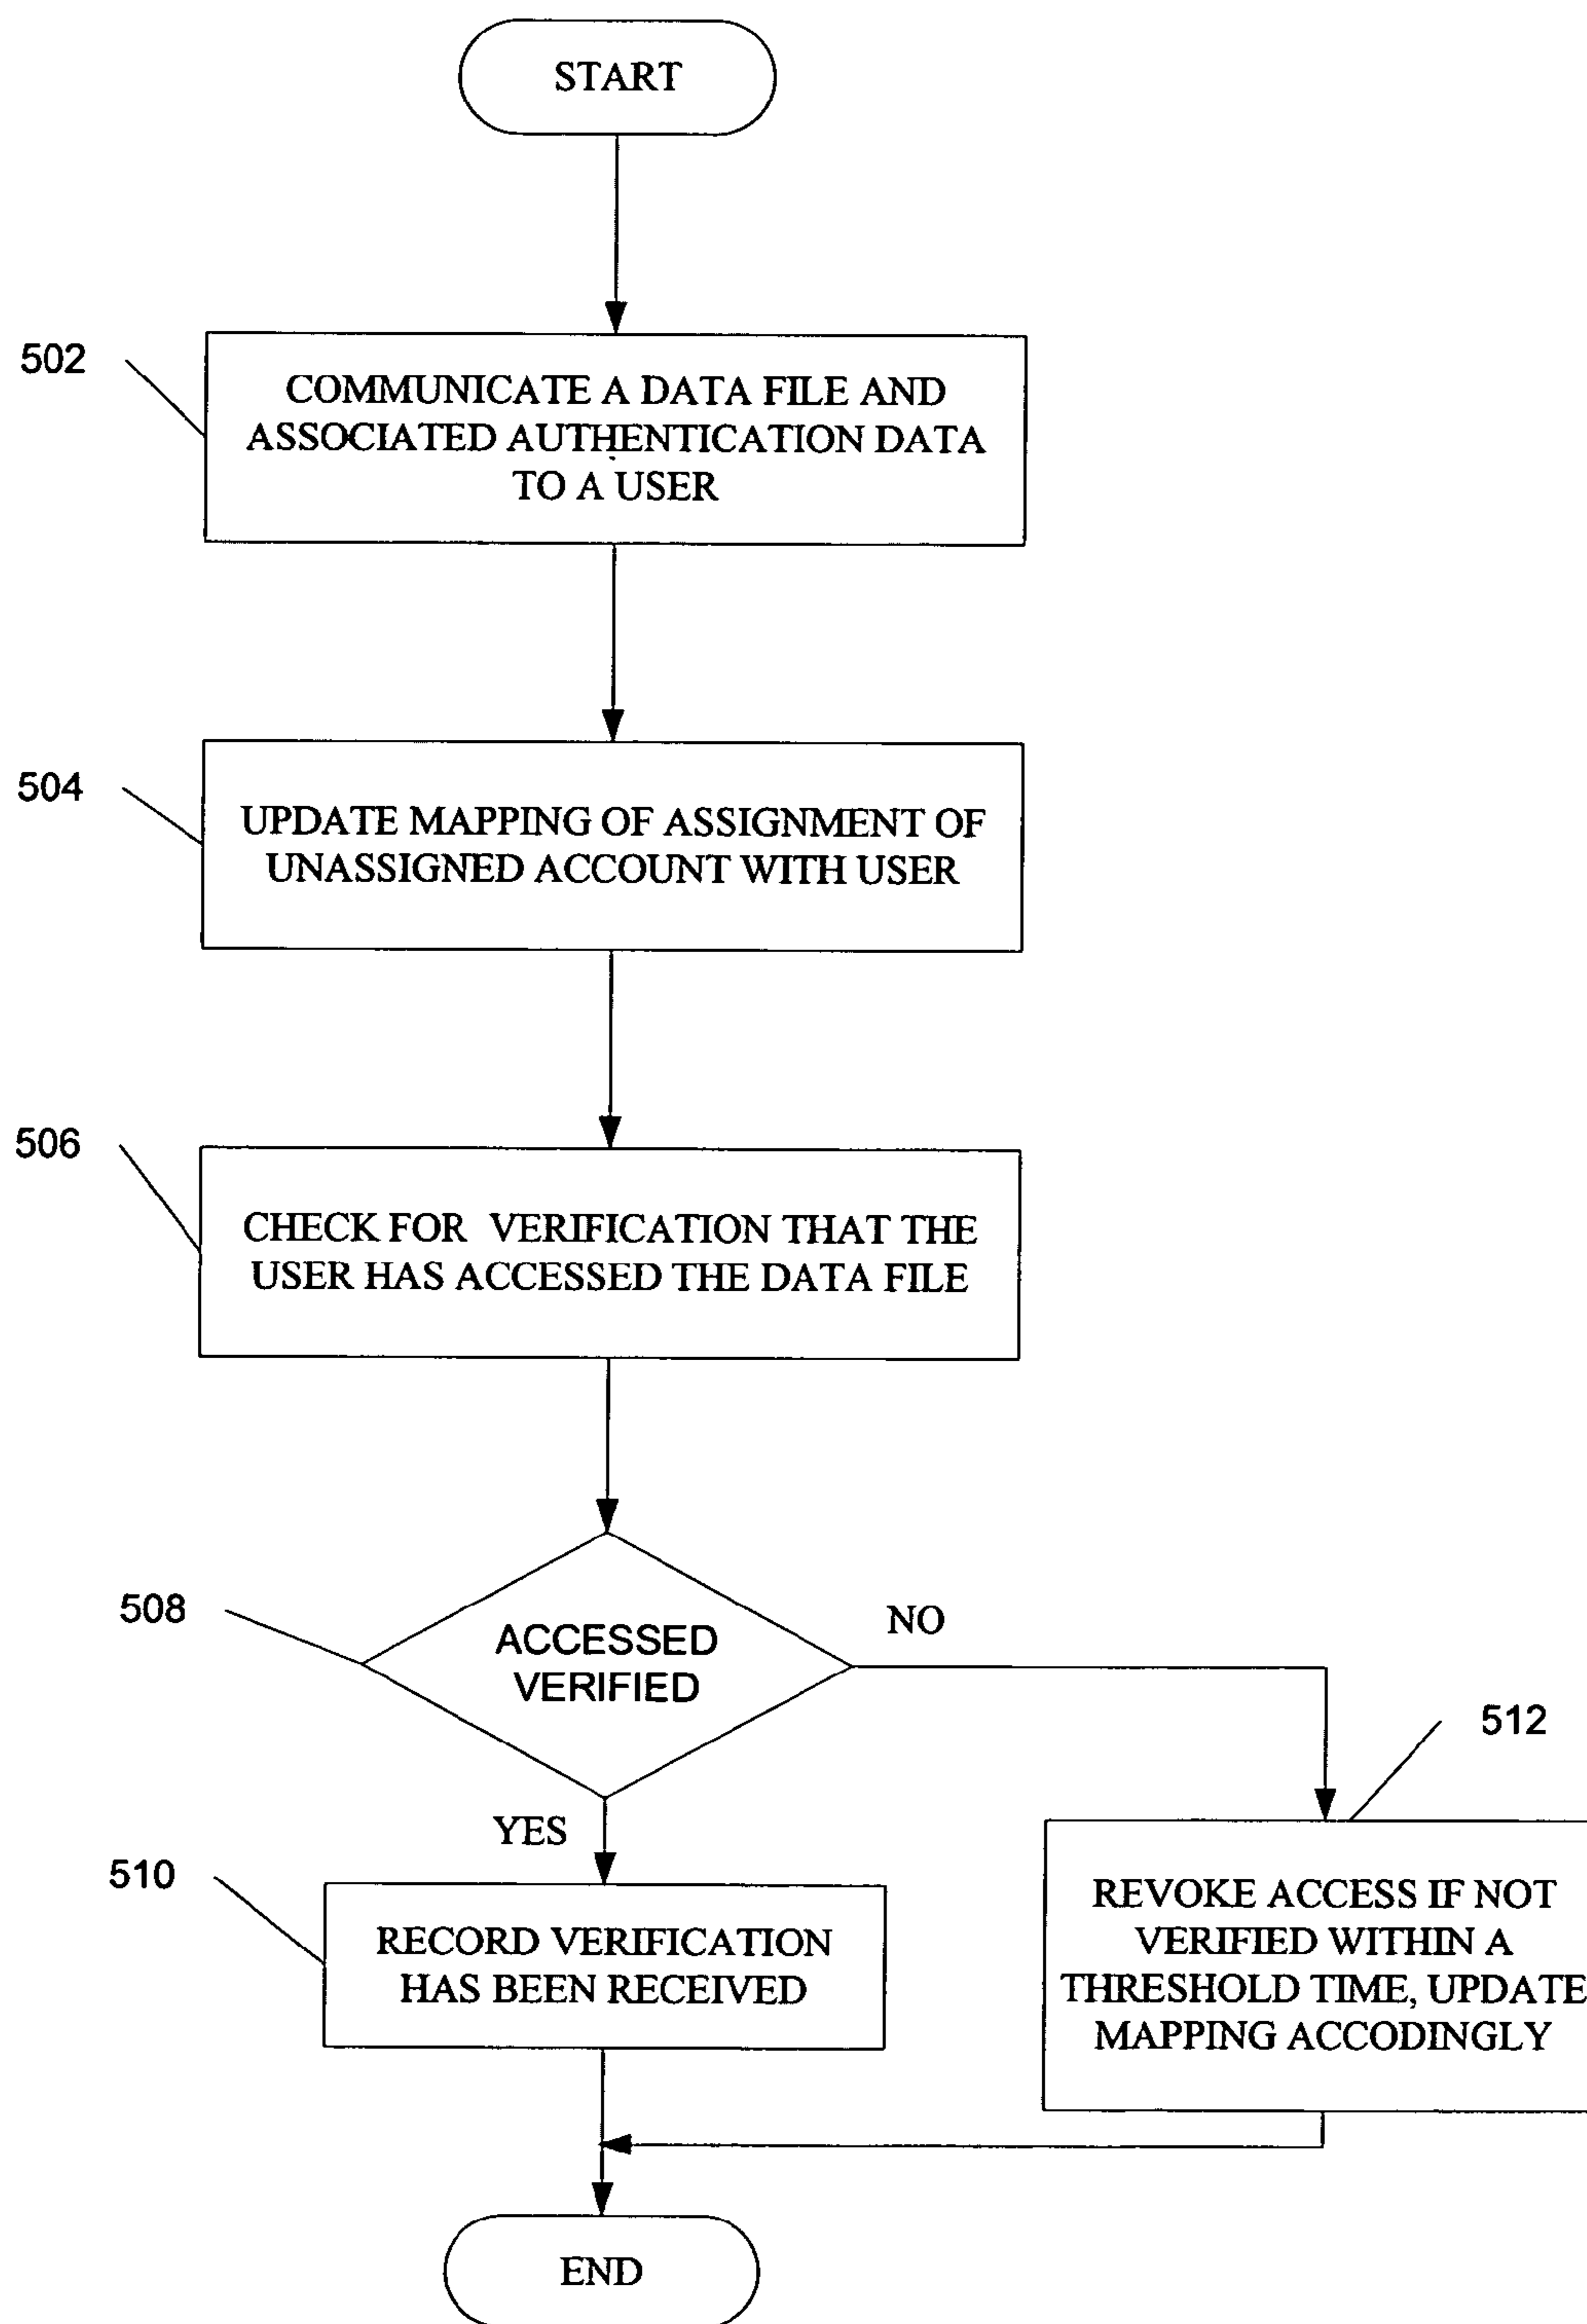 START
502
COMMUNICATE A DATA FILE AND
ASSOCIATED AUTHENTICATION DATA
TO A USER
504
UPDATE MAPPING OF ASSIGNMENT OF
UNASSIGNED ACCOUNT WITH USER
506
CHECK FOR VERIFICATION THAT THE
USER HAS ACCESSED THE DATA FILE
508
ACCESSED
VERIFIED
NO
YES
510
RECORD VERIFICATION
HAS BEEN RECEIVED
512
REVOKE ACCESS IF NOT
VERIFIED WITHIN A
THRESHOLD TIME, UPDATE
MAPPING ACCODINGLY
END